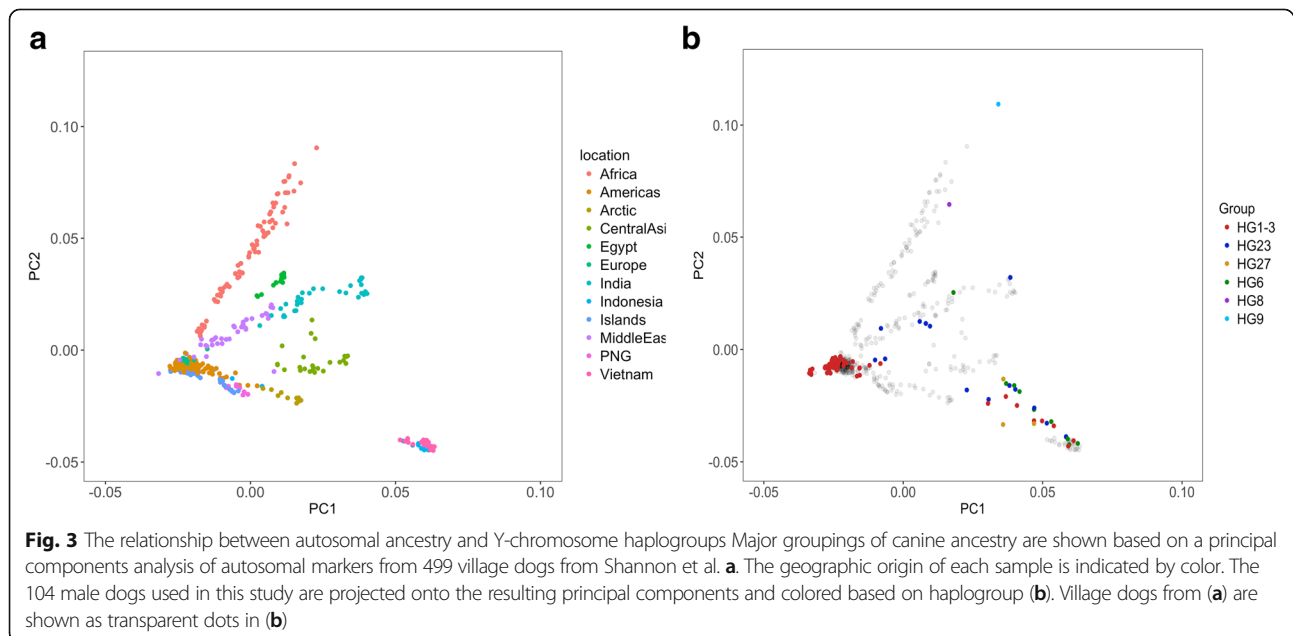 a
0.10
0.05
0.00
-0.05
PC2
-0.05
0.00
0.05
0.10
PC1
location
Africa
Americas
Arctic
CentralAsi
Egypt
Europe
India
Indonesia
Islands
MiddleEas
PNG
Vietnam
b
0.10
0.05
0.00
-0.05
PC2
-0.05
0.00
0.05
0.10
PC1
Group
HG1-3
HG23
HG27
HG6
HG8
HG9
Fig. 3 The relationship between autosomal ancestry and Y-chromosome haplogroups Major groupings of canine ancestry are shown based on a principal
components analysis of autosomal markers from 499 village dogs from Shannon et al. a. The geographic origin of each sample is indicated by color. The
104 male dogs used in this study are projected onto the resulting principal components and colored based on haplogroup (b). Village dogs from (a) are
shown as transparent dots in (b)